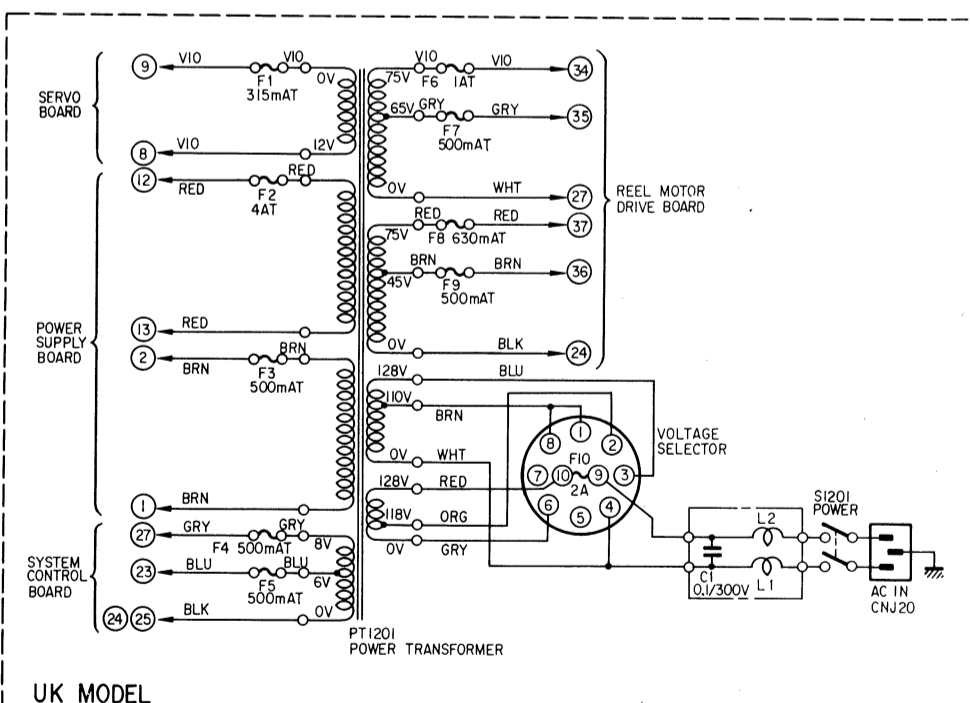 SERVO
BOARD
9
VIO
VIO
F1
315mAT
0V
8
VIO
12V
12
RED
RED
F2
4AT
POWER
SUPPLY
BOARD
13
RED
2
BRN
BRN
F3
500mAT
1
BRN
SYSTEM
CONTROL
BOARD
27
GRY
GRY
F4 500mAT
8V
23
BLU
BLU
F5
500mAT
6V
24 25
BLK
0V
75V
VIO
F6 1AT
VIO
34
65V
GRY
F7
500mAT
GRY
35
0V
WHT
27
REEL MOTOR
DRIVE BOARD
75V
RED
F8 630mAT
RED
37
45V
BRN
F9
500mAT
BRN
36
0V
BLK
24
128V
BLU
110V
BRN
0V
WHT
128V
RED
118V
ORG
0V
GRY
VOLTAGE
SELECTOR
1
2
8
F10
7
10
9
3
2A
6
5
4
C1
0.1/300V
L2
L1
S1201
POWER
AC IN
CNJ20
PT1201
POWER TRANSFORMER
UK MODEL